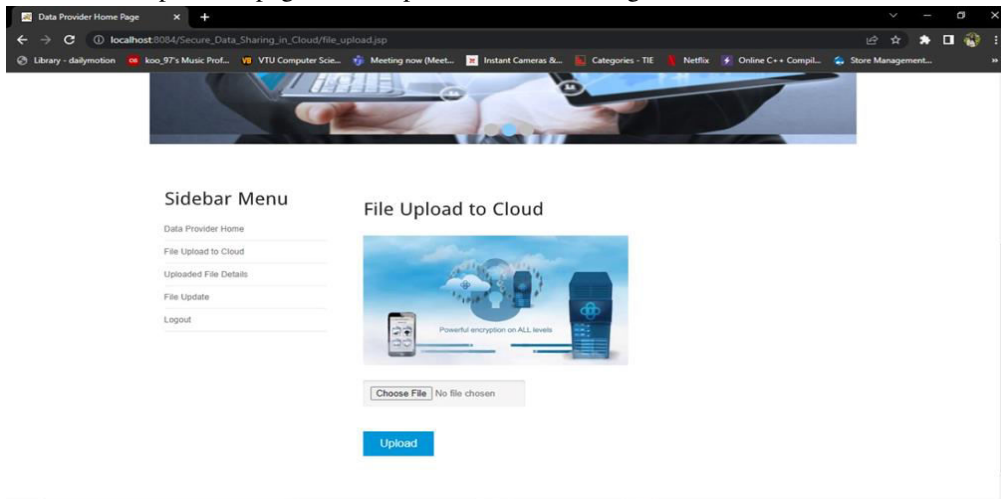 Data Provider Home Page
localhost:8084/Secure_Data_Sharing_in_Cloud/file_upload.jsp
Library - dailymotion koo_97's Music Prof... VTU Computer Scie... Meeting now (Meet... Instant Cameras &... Categories - TIE Netflix Online C++ Compil... Store Management... »
Sidebar Menu
Data Provider Home
File Upload to Cloud
Uploaded File Details
File Update
Logout
File Upload to Cloud
Powerful encryption on ALL levels
Choose File No file chosen
Upload